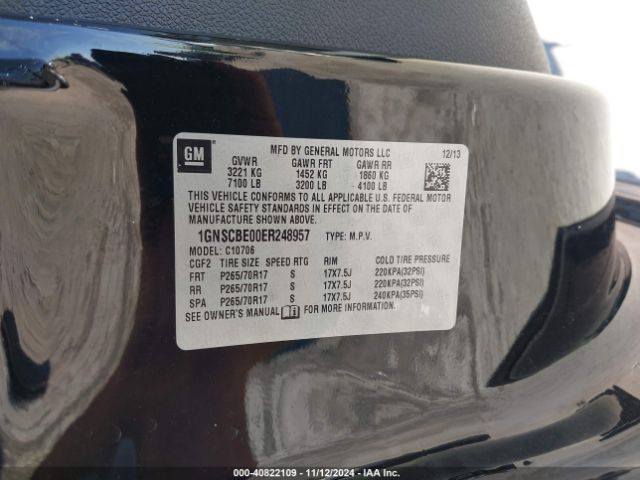 GM
MFD BY GENERAL MOTORS LLC 12/13
GVWR GAWR FRT GAWR RR
3221 KG 1452 KG 1860 KG
7100 LB 3200 LB 4100 LB
THIS VEHICLE CONFORMS TO ALL APPLICABLE U.S. FEDERAL MOTOR
VEHICLE SAFETY STANDARDS IN EFFECT ON THE DATE OF
MANUFACTURE SHOWN ABOVE.
1GNSCBE00ER248957 TYPE: M.P.V.
MODEL: C10706
CGF2 TIRE SIZE SPEED RTG RIM COLD TIRE PRESSURE
FRT P265/70R17 S 17X7.5J 220KPA(32PSI)
RR P265/70R17 S 17X7.5J 220KPA(32PSI)
SPA P265/70R17 S 17X7.5J 240KPA(35PSI)
SEE OWNER'S MANUAL FOR MORE INFORMATION.
000-40822109 - 11/12/2024 - IAA Inc.